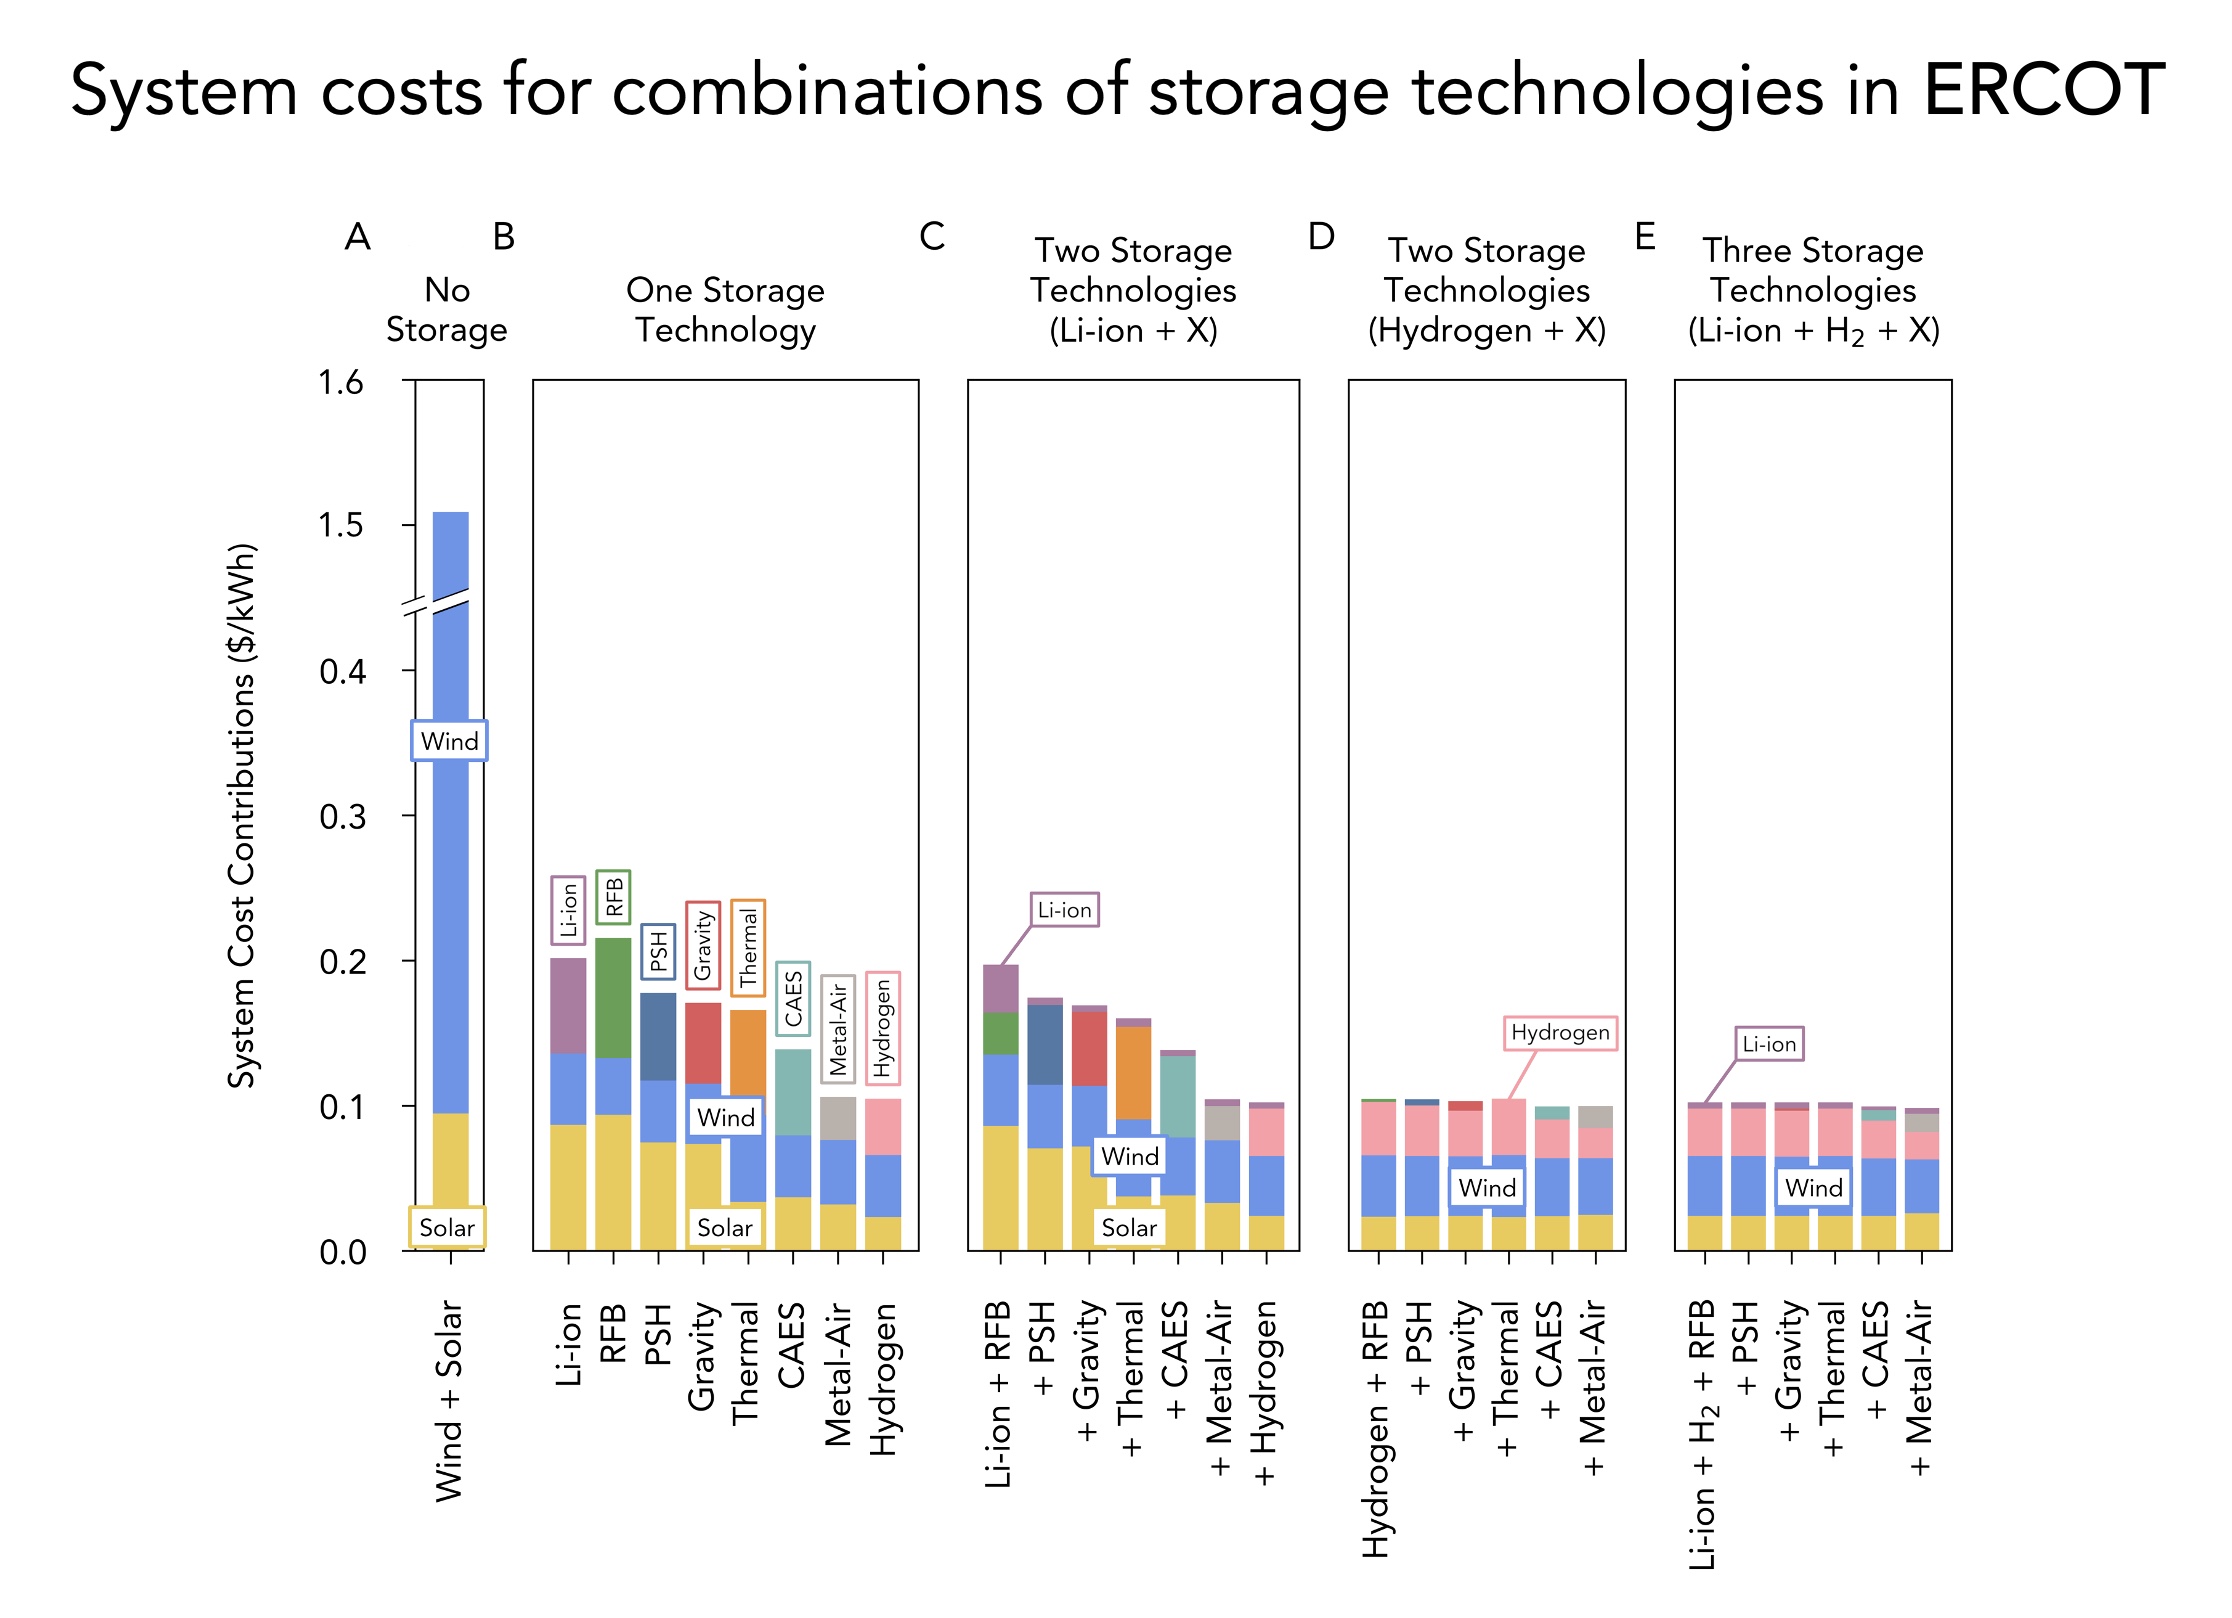 System costs for combinations of storage technologies in ERCOT
A
No
Storage
B
One Storage
Technology
C
Two Storage
Technologies
(Li-ion + X)
D
Two Storage
Technologies
(Hydrogen + X)
E
Three Storage
Technologies
(Li-ion + H₂ + X)
System Cost Contributions ($/kWh)
1.6
1.5
0.4
0.3
0.2
0.1
0.0
Wind
Solar
Li-ion
RFB
PSH
Gravity
Thermal
CAES
Metal-Air
Hydrogen
Wind
Solar
Li-ion
Wind
Solar
Hydrogen
Wind
Li-ion
Wind
Wind + Solar
Li-ion
RFB
PSH
Gravity
Thermal
CAES
Metal-Air
Hydrogen
Li-ion + RFB
+ PSH
+ Gravity
+ Thermal
+ CAES
+ Metal-Air
+ Hydrogen
Hydrogen + RFB
+ PSH
+ Gravity
+ Thermal
+ CAES
+ Metal-Air
Li-ion + H₂ + RFB
+ PSH
+ Gravity
+ Thermal
+ CAES
+ Metal-Air